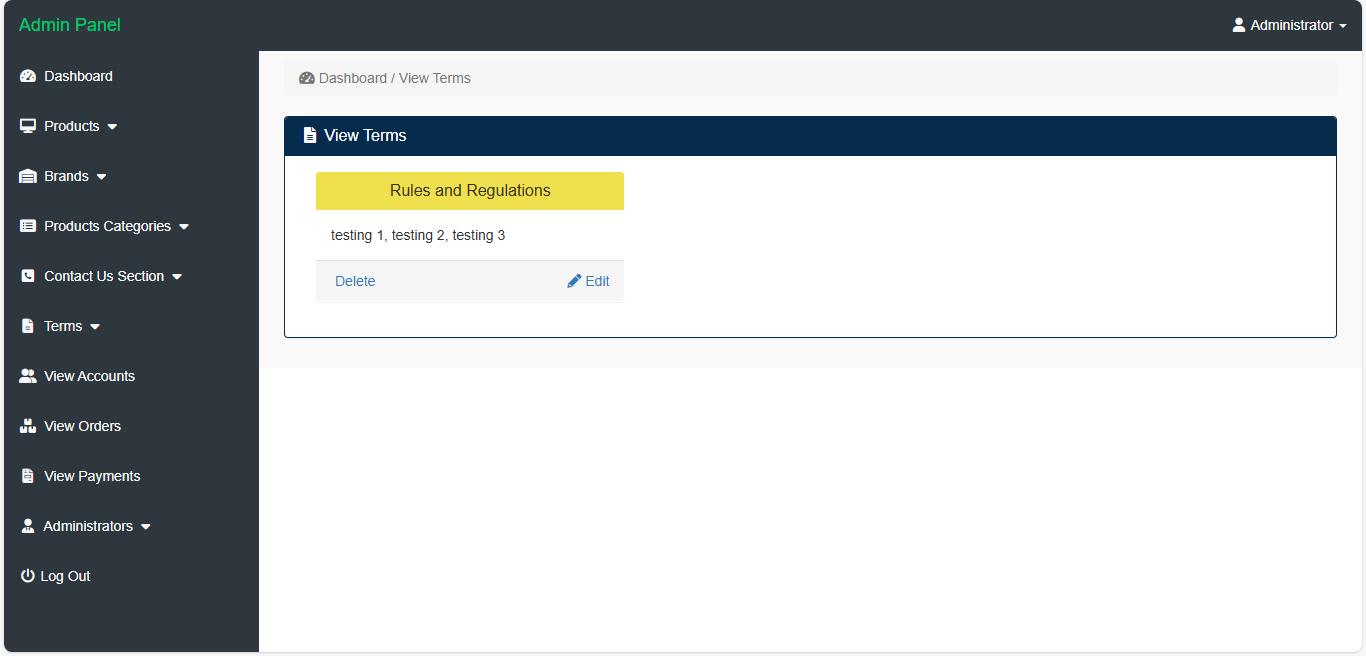 Admin Panel
Administrator
Dashboard
Products
Brands
Products Categories
Contact Us Section
Terms
View Accounts
View Orders
View Payments
Administrators
Log Out
Dashboard / View Terms
View Terms
Rules and Regulations
testing 1, testing 2, testing 3
Delete
Edit